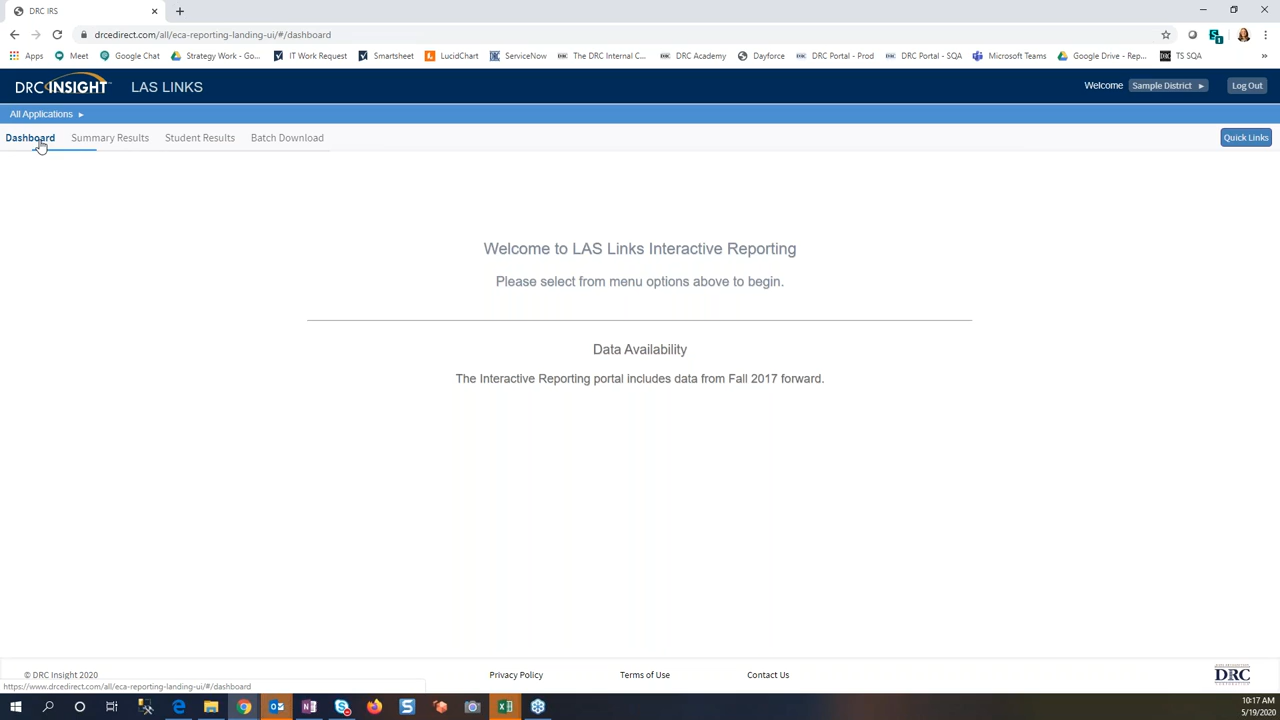 DRC IRS
drcedirect.com/all/eca-reporting-landing-ui/#/dashboard
Apps Meet Google Chat Strategy Work - Go... IT Work Request Smartsheet LucidChart ServiceNow The DRC Internal C... DRC Academy Dayforce DRC Portal - Prod DRC Portal - SQA Microsoft Teams Google Drive - Rep... TS SQA
DRC INSIGHT LAS LINKS Welcome Sample District Log Out
All Applications
Dashboard Summary Results Student Results Batch Download Quick Links
Welcome to LAS Links Interactive Reporting
Please select from menu options above to begin.
Data Availability
The Interactive Reporting portal includes data from Fall 2017 forward.
© DRC Insight 2020 Privacy Policy Terms of Use Contact Us DRC
https://www.drcedirect.com/all/eca-reporting-landing-ui/#/dashboard
10:17 AM
5/19/2020